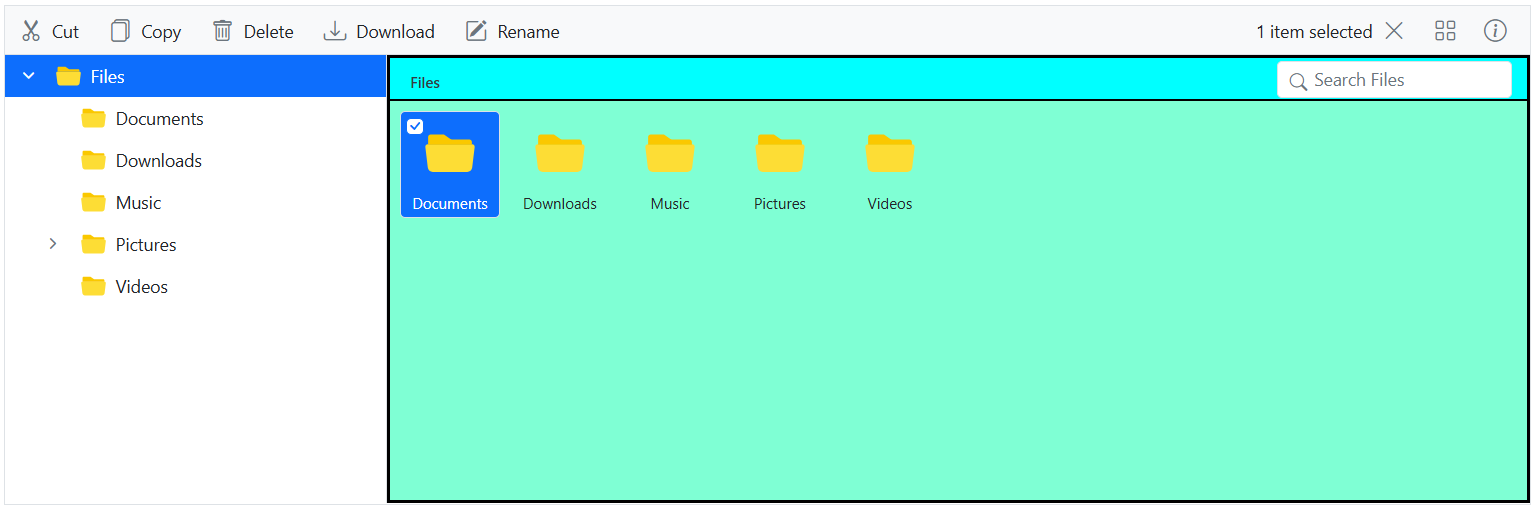 Cut Copy Delete Download Rename 1 item selected
Files
Documents
Downloads
Music
Pictures
Videos
Files Search Files
Documents Downloads Music Pictures Videos